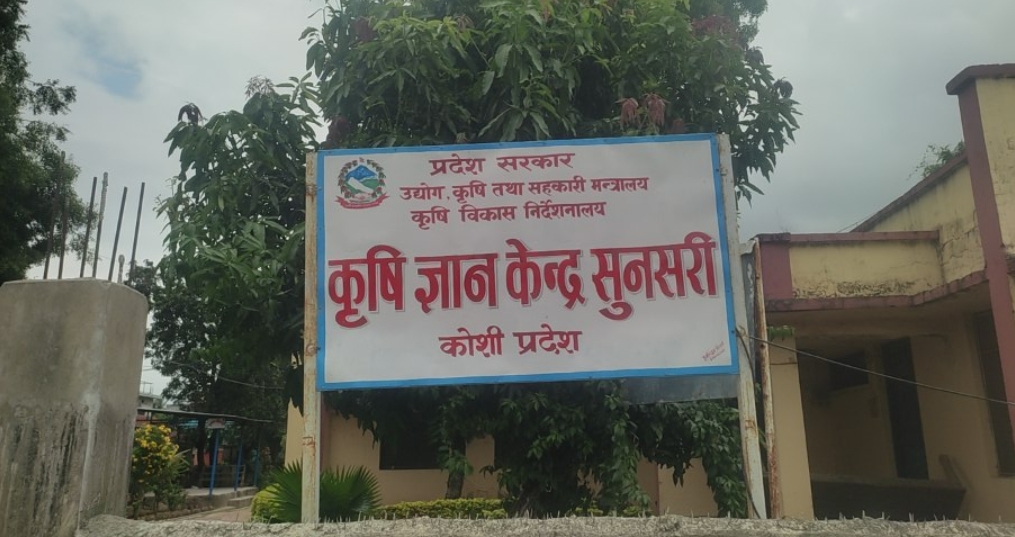 प्रदेश सरकार
उद्योग, कृषि तथा सहकारी मन्त्रालय
कृषि विकास निर्देशनालय
कृषि ज्ञान केन्द्र सुनसरी
कोशी प्रदेश